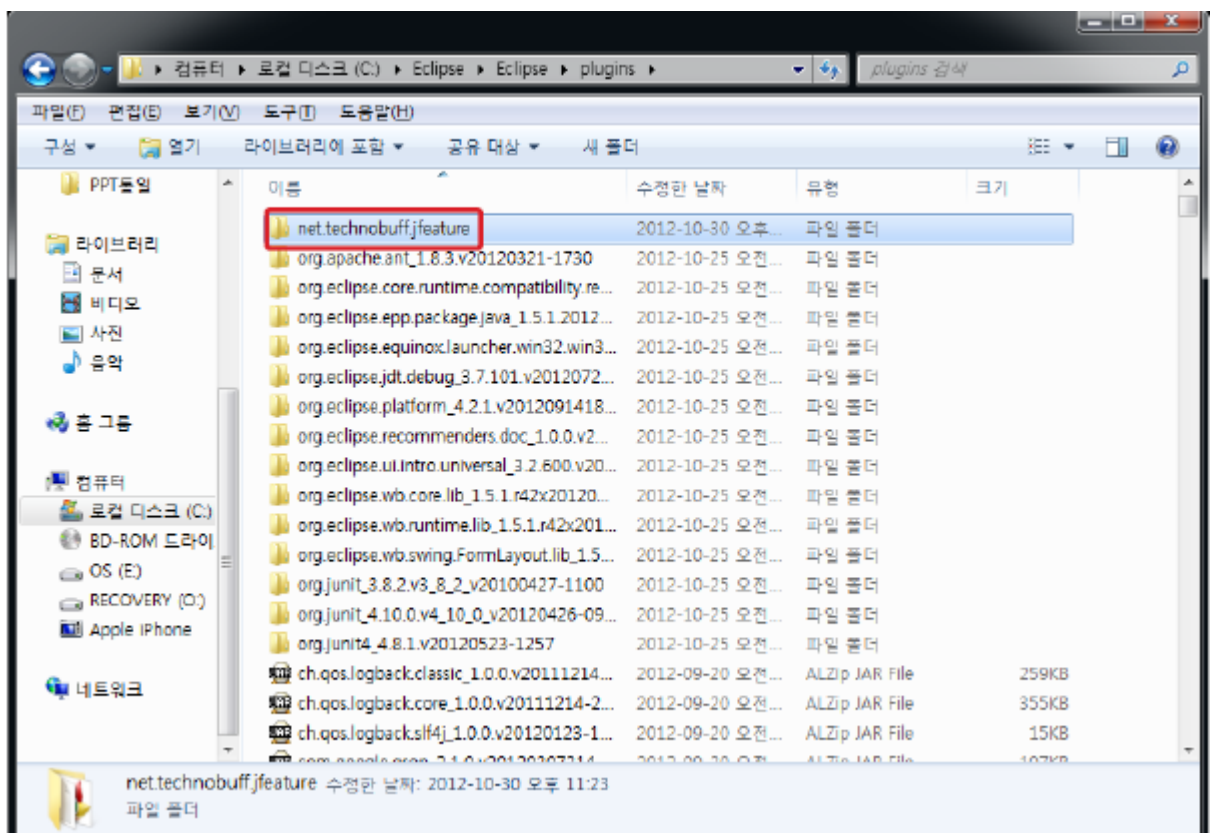 컴퓨터 ▸ 로컬 디스크 (C:) ▸ Eclipse ▸ Eclipse ▸ plugins ▸
plugins 검색
파일(F) 편집(E) 보기(V) 도구(T) 도움말(H)
구성 열기 라이브러리에 포함 공유 대상 새 폴더
PPT통일
라이브러리
문서
비디오
사진
음악
홈 그룹
컴퓨터
로컬 디스크 (C:)
BD-ROM 드라이
OS (E:)
RECOVERY (O:)
Apple iPhone
네트워크
이름 수정한 날짜 유형 크기
net.technobuff.jfeature 2012-10-30 오후... 파일 폴더
org.apache.ant_1.8.3.v20120321-1730 2012-10-25 오전... 파일 폴더
org.eclipse.core.runtime.compatibility.re... 2012-10-25 오전... 파일 폴더
org.eclipse.epp.package.java_1.5.1.2012... 2012-10-25 오전... 파일 폴더
org.eclipse.equinox.launcher.win32.win3... 2012-10-25 오전... 파일 폴더
org.eclipse.jdt.debug_3.7.101.v2012072... 2012-10-25 오전... 파일 폴더
org.eclipse.platform_4.2.1.v2012091418... 2012-10-25 오전... 파일 폴더
org.eclipse.recommenders.doc_1.0.0.v2... 2012-10-25 오전... 파일 폴더
org.eclipse.ui.intro.universal_3.2.600.v20... 2012-10-25 오전... 파일 폴더
org.eclipse.wb.core.lib_1.5.1.r42x20120... 2012-10-25 오전... 파일 폴더
org.eclipse.wb.runtime.lib_1.5.1.r42x201... 2012-10-25 오전... 파일 폴더
org.eclipse.wb.swing.FormLayout.lib_1.5... 2012-10-25 오전... 파일 폴더
org.junit_3.8.2.v3_8_2_v20100427-1100 2012-10-25 오전... 파일 폴더
org.junit_4.10.0.v4_10_0_v20120426-09... 2012-10-25 오전... 파일 폴더
org.junit4_4.8.1.v20120523-1257 2012-10-25 오전... 파일 폴더
ch.qos.logback.classic_1.0.0.v20111214... 2012-09-20 오전... ALZip JAR File 259KB
ch.qos.logback.core_1.0.0.v20111214-2... 2012-09-20 오전... ALZip JAR File 355KB
ch.qos.logback.slf4j_1.0.0.v20120123-1... 2012-09-20 오전... ALZip JAR File 15KB
net.technobuff.jfeature 수정한 날짜: 2012-10-30 오후 11:23
파일 폴더